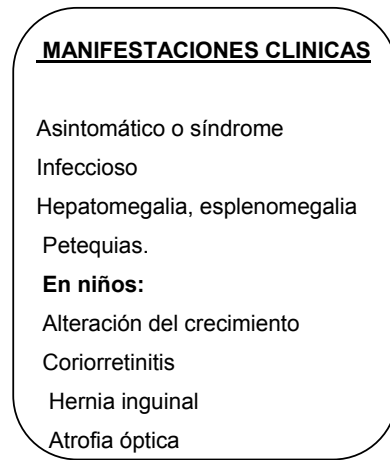 MANIFESTACIONES CLINICAS
Asintomático o síndrome
Infeccioso
Hepatomegalia, esplenomegalia
Petequias.
En niños:
Alteración del crecimiento
Coriorretinitis
Hernia inguinal
Atrofia óptica